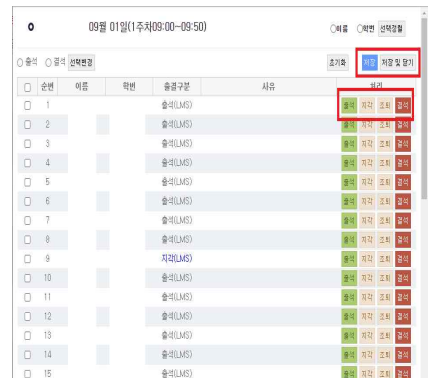 09월 01일(1주차09:00~09:50)
○이름 ○학번 선택정렬
○ 출석 ○ 결석 선택변경
초기화 저장 저장 및 닫기
순번 이름 학번 출결구분 사유 처리
1 출석(LMS) 출석 지각 조퇴 결석
2 출석(LMS) 출석 지각 조퇴 결석
3 출석(LMS) 출석 지각 조퇴 결석
4 출석(LMS) 출석 지각 조퇴 결석
5 출석(LMS) 출석 지각 조퇴 결석
6 출석(LMS) 출석 지각 조퇴 결석
7 출석(LMS) 출석 지각 조퇴 결석
8 출석(LMS) 출석 지각 조퇴 결석
9 지각(LMS) 출석 지각 조퇴 결석
10 출석(LMS) 출석 지각 조퇴 결석
11 출석(LMS) 출석 지각 조퇴 결석
12 출석(LMS) 출석 지각 조퇴 결석
13 출석(LMS) 출석 지각 조퇴 결석
14 출석(LMS) 출석 지각 조퇴 결석
15 출석(LMS) 출석 지각 조퇴 결석